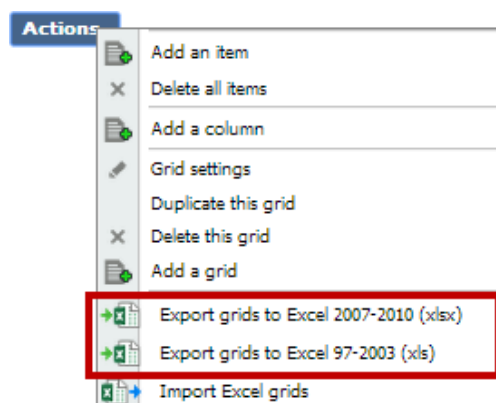 Actions
Add an item
Delete all items
Add a column
Grid settings
Duplicate this grid
Delete this grid
Add a grid
Export grids to Excel 2007-2010 (xlsx)
Export grids to Excel 97-2003 (xls)
Import Excel grids